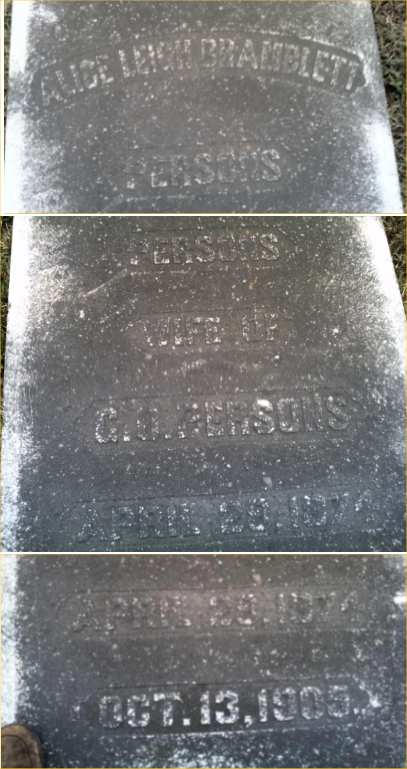 ALICE LEIGH BRAMBLETT
PERSONS
PERSONS
WIFE OF
C.O. PERSONS
APRIL 29, 1874
APRIL 29, 1874
OCT. 13, 1905.